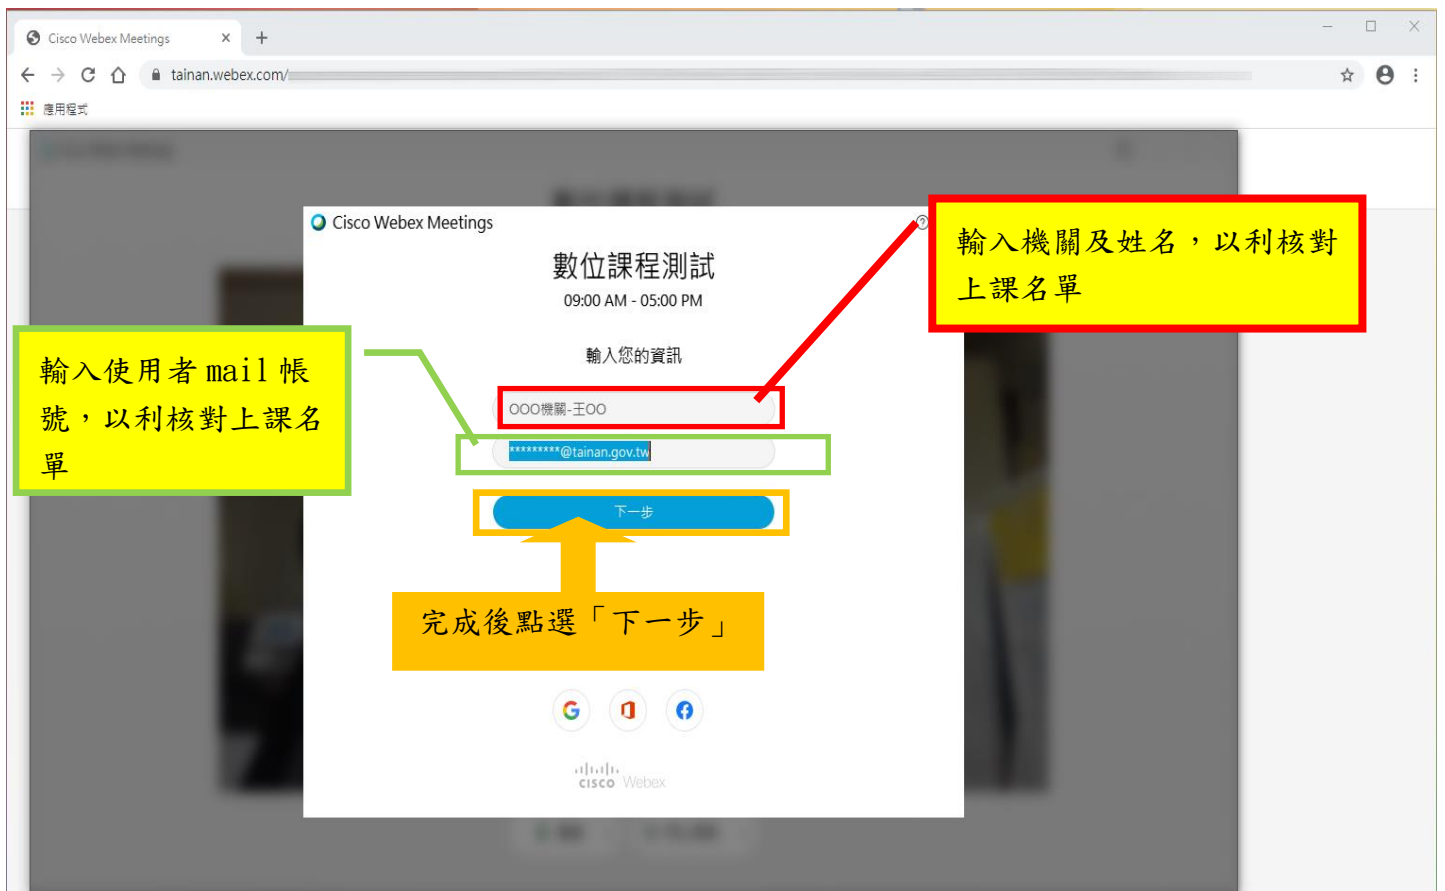 Cisco Webex Meetings
tainan.webex.com/
應用程式
Cisco Webex Meetings
數位課程測試
09:00 AM - 05:00 PM
輸入機關及姓名，以利核對
上課名單
輸入您的資訊
輸入使用者 mail 帳
號，以利核對上課名
單
OOO機關-王OO
*********@tainan.gov.tw
下一步
完成後點選「下一步」
cisco Webex